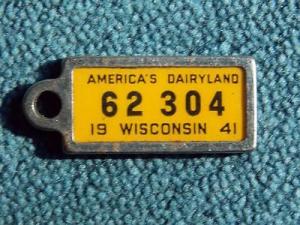 AMERICA'S DAIRYLAND
62 304
19 WISCONSIN 41